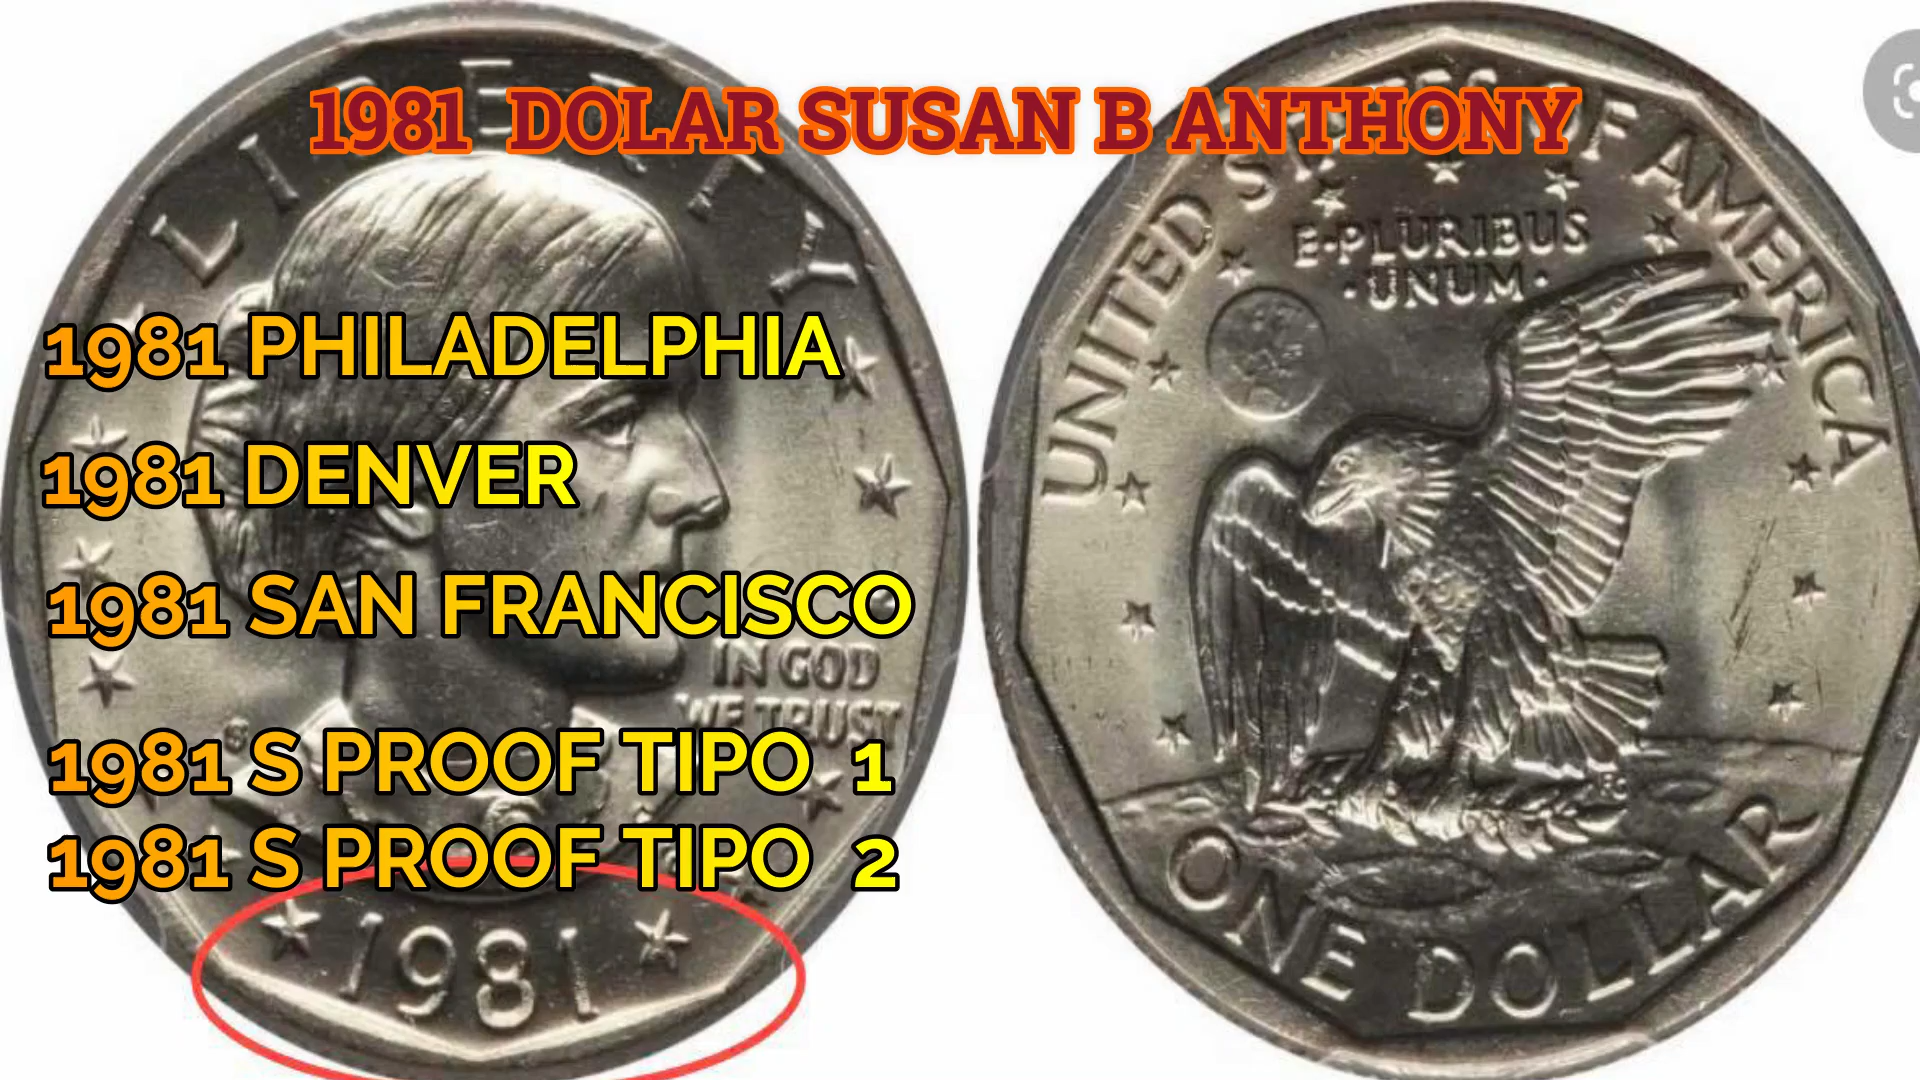 1981 DOLAR SUSAN B ANTHONY
LIBERTY
1981 PHILADELPHIA
1981 DENVER
1981 SAN FRANCISCO
IN GOD
WE TRUST
1981 S PROOF TIPO 1
1981 S PROOF TIPO 2
1981
UNITED OF AMERICA
E·PLURIBUS
·UNUM·
ONE DOLLAR